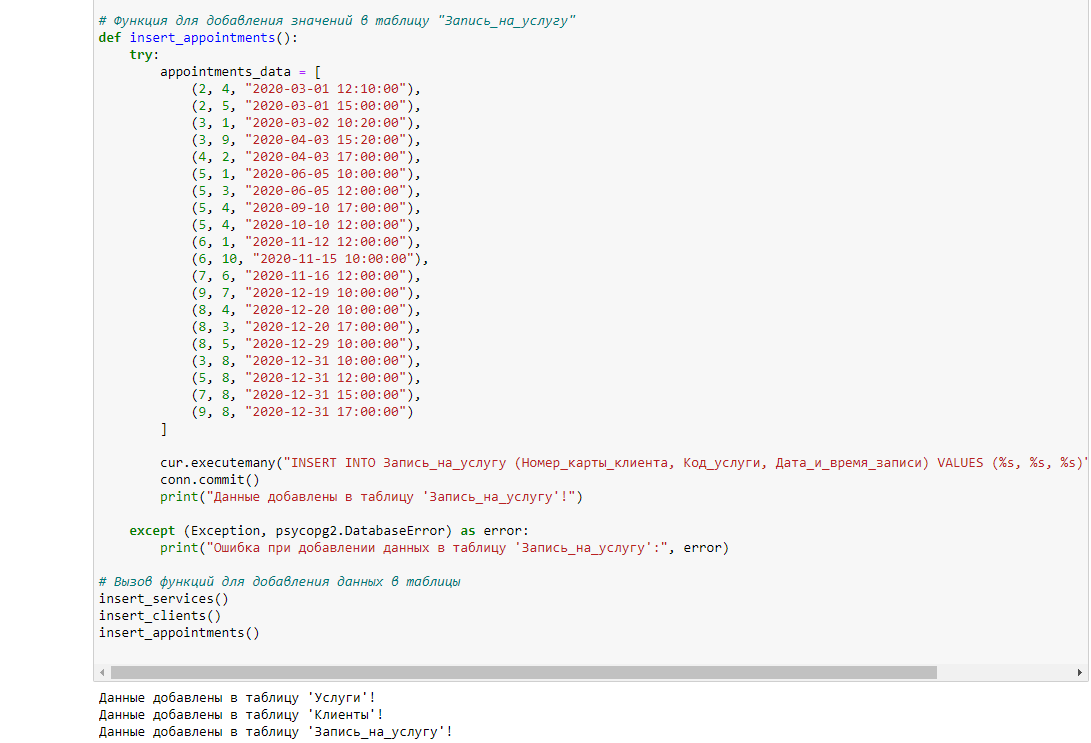 # Функция для добавления значений в таблицу "Запись_на_услугу"
def insert_appointments():
    try:
        appointments_data = [
            (2, 4, "2020-03-01 12:10:00"),
            (2, 5, "2020-03-01 15:00:00"),
            (3, 1, "2020-03-02 10:20:00"),
            (3, 9, "2020-04-03 15:20:00"),
            (4, 2, "2020-04-03 17:00:00"),
            (5, 1, "2020-06-05 10:00:00"),
            (5, 3, "2020-06-05 12:00:00"),
            (5, 4, "2020-09-10 17:00:00"),
            (5, 4, "2020-10-10 12:00:00"),
            (6, 1, "2020-11-12 12:00:00"),
            (6, 10, "2020-11-15 10:00:00"),
            (7, 6, "2020-11-16 12:00:00"),
            (9, 7, "2020-12-19 10:00:00"),
            (8, 4, "2020-12-20 10:00:00"),
            (8, 3, "2020-12-20 17:00:00"),
            (8, 5, "2020-12-29 10:00:00"),
            (3, 8, "2020-12-31 10:00:00"),
            (5, 8, "2020-12-31 12:00:00"),
            (7, 8, "2020-12-31 15:00:00"),
            (9, 8, "2020-12-31 17:00:00")
        ]
        cur.executemany("INSERT INTO Запись_на_услугу (Номер_карты_клиента, Код_услуги, Дата_и_время_записи) VALUES (%s, %s, %s)"
        conn.commit()
        print("Данные добавлены в таблицу 'Запись_на_услугу'!")
    except (Exception, psycopg2.DatabaseError) as error:
        print("Ошибка при добавлении данных в таблицу 'Запись_на_услугу':", error)
# Вызов функций для добавления данных в таблицы
insert_services()
insert_clients()
insert_appointments()
Данные добавлены в таблицу 'Услуги'!
Данные добавлены в таблицу 'Клиенты'!
Данные добавлены в таблицу 'Запись_на_услугу'!